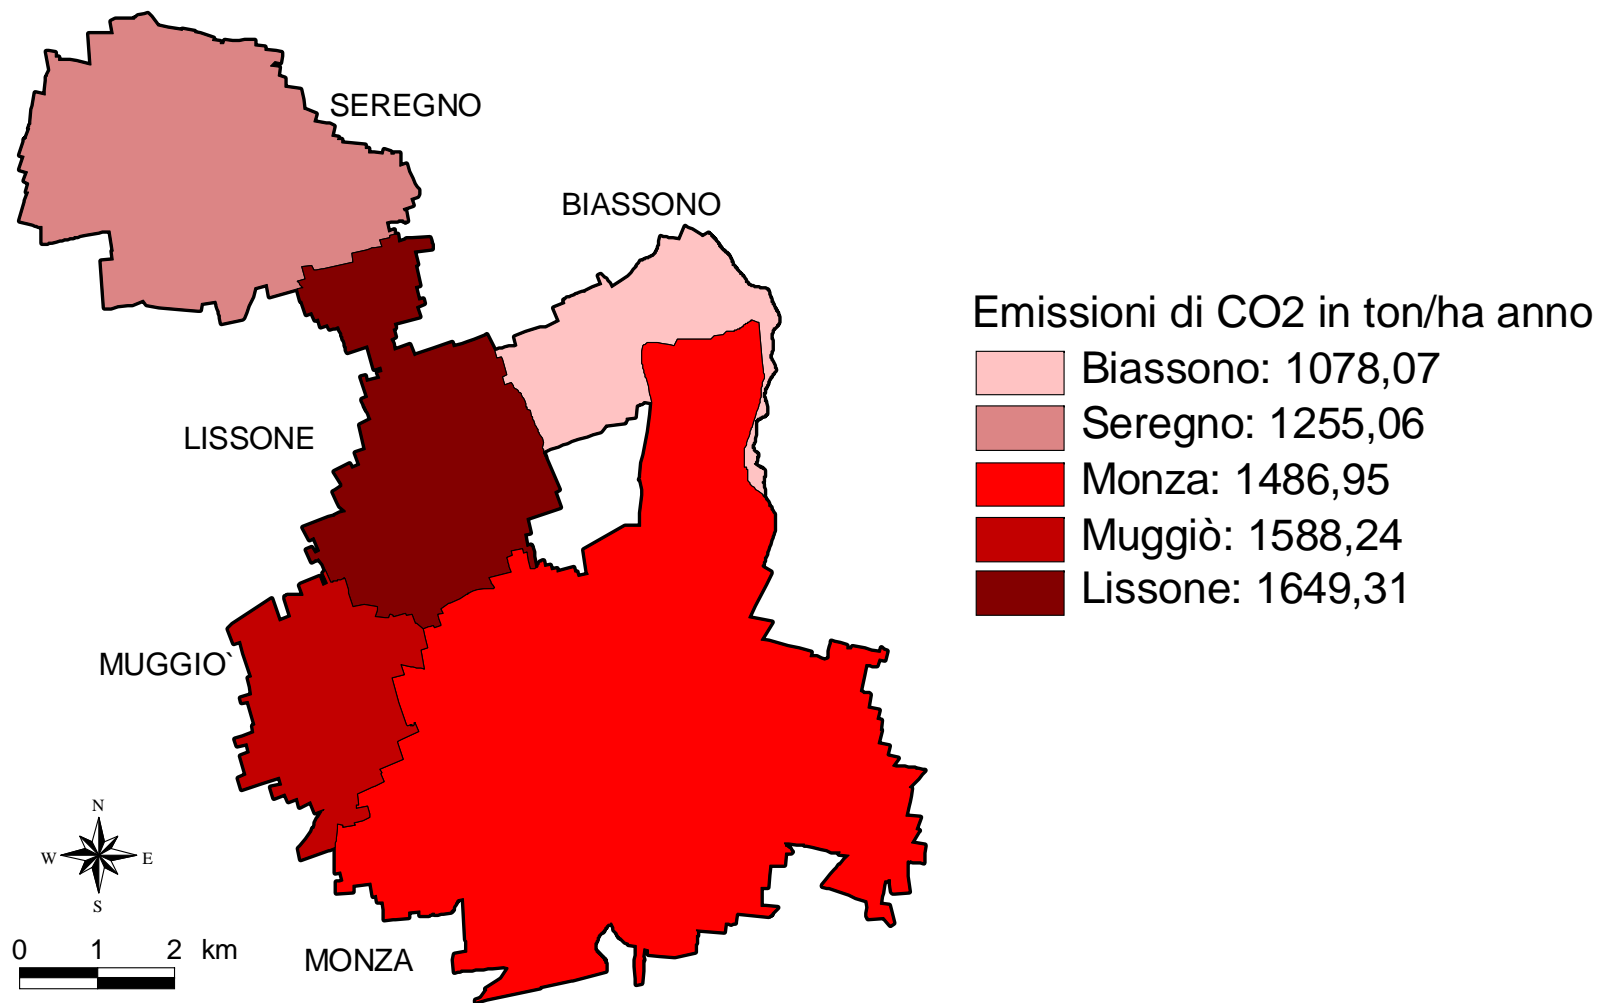 SEREGNO
BIASSONO
LISSONE
MUGGIO`
MONZA
N
W E
S
0 1 2 km
Emissioni di CO2 in ton/ha anno
Biassono: 1078,07
Seregno: 1255,06
Monza: 1486,95
Muggiò: 1588,24
Lissone: 1649,31